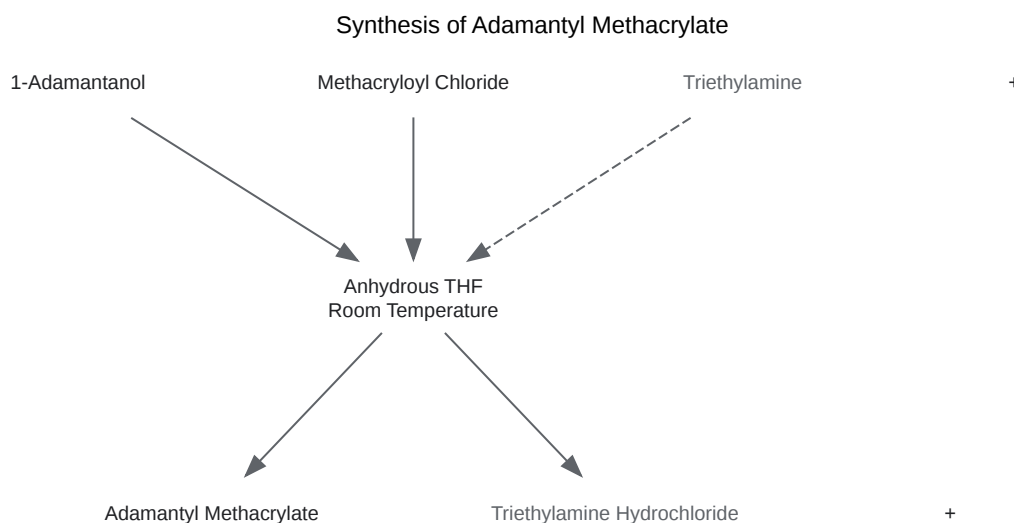 Synthesis of Adamantyl Methacrylate
1-Adamantanol
Methacryloyl Chloride
Triethylamine
+
Anhydrous THF
Room Temperature
Adamantyl Methacrylate
Triethylamine Hydrochloride
+